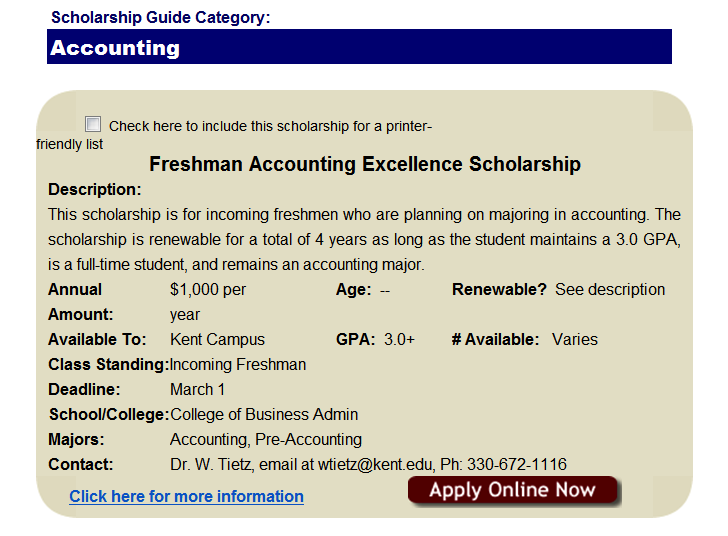 Scholarship Guide Category:
Accounting
Check here to include this scholarship for a printer-
friendly list
Freshman Accounting Excellence Scholarship
Description:
This scholarship is for incoming freshmen who are planning on majoring in accounting. The
scholarship is renewable for a total of 4 years as long as the student maintains a 3.0 GPA,
is a full-time student, and remains an accounting major.
Annual $1,000 per Age: -- Renewable? See description
Amount: year
Available To: Kent Campus GPA: 3.0+ # Available: Varies
Class Standing:Incoming Freshman
Deadline: March 1
School/College:College of Business Admin
Majors: Accounting, Pre-Accounting
Contact: Dr. W. Tietz, email at wtietz@kent.edu, Ph: 330-672-1116
Click here for more information Apply Online Now